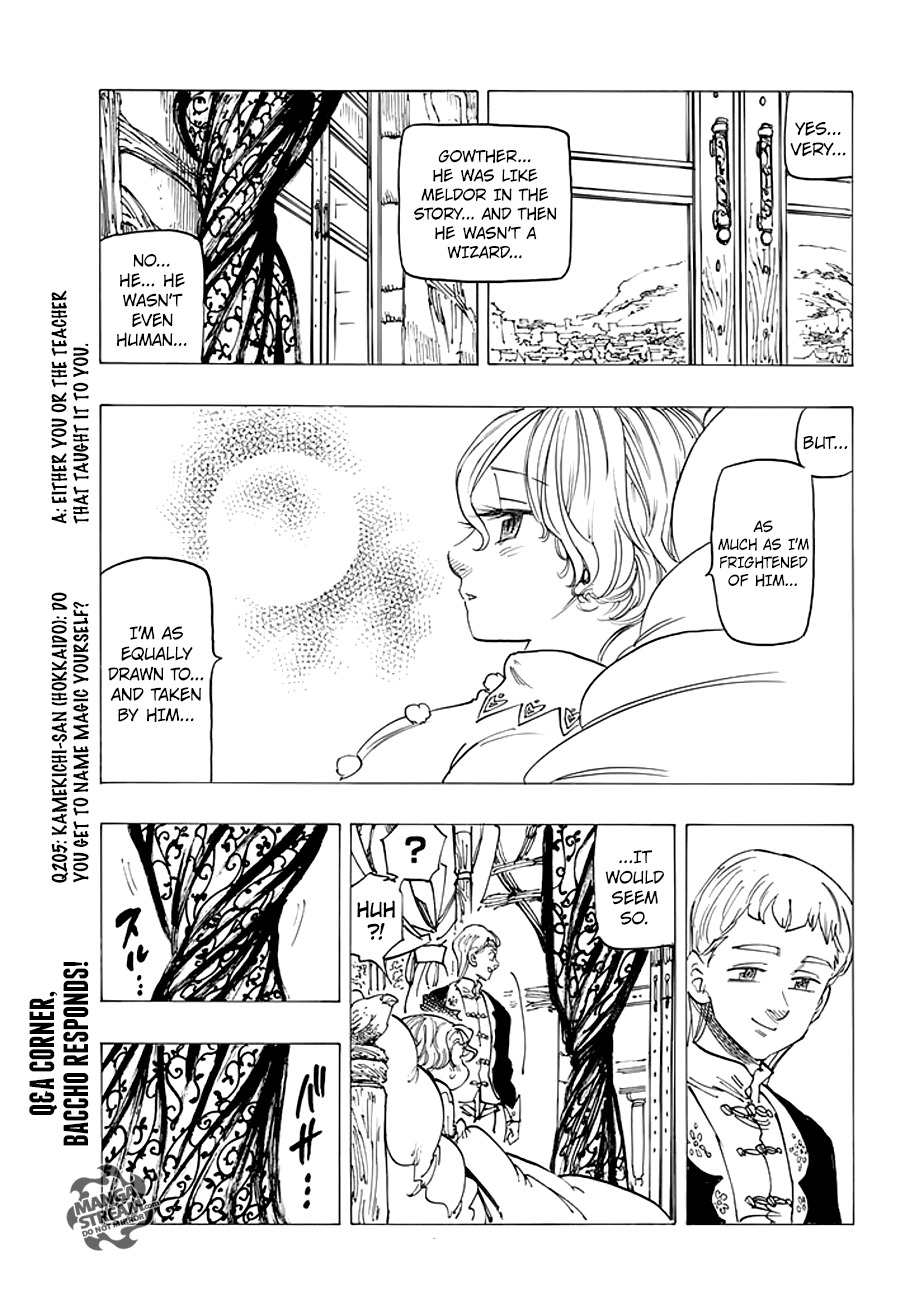 YES...
VERY...
GOWTHER...
HE WAS LIKE
MELDOR IN THE
STORY... AND THEN
HE WASN'T A
WIZARD...
NO...
HE... HE
WASN'T
EVEN
HUMAN...
BUT...
AS
MUCH AS I'M
FRIGHTENED
OF HIM...
I'M AS
EQUALLY
DRAWN TO...
AND TAKEN
BY HIM...
...IT
WOULD
SEEM
SO.
?
HUH
?!
スル...
バサ...
Q&A CORNER,
BACCHO RESPONDS!
Q205: KAMEKICHI-SAN (HOKKAIDO): DO
YOU GET TO NAME MAGIC YOURSELF?
A: EITHER YOU OR THE TEACHER
THAT TAUGHT IT TO YOU.
MANGA
STREAM.COM
DO NOT MIRROR